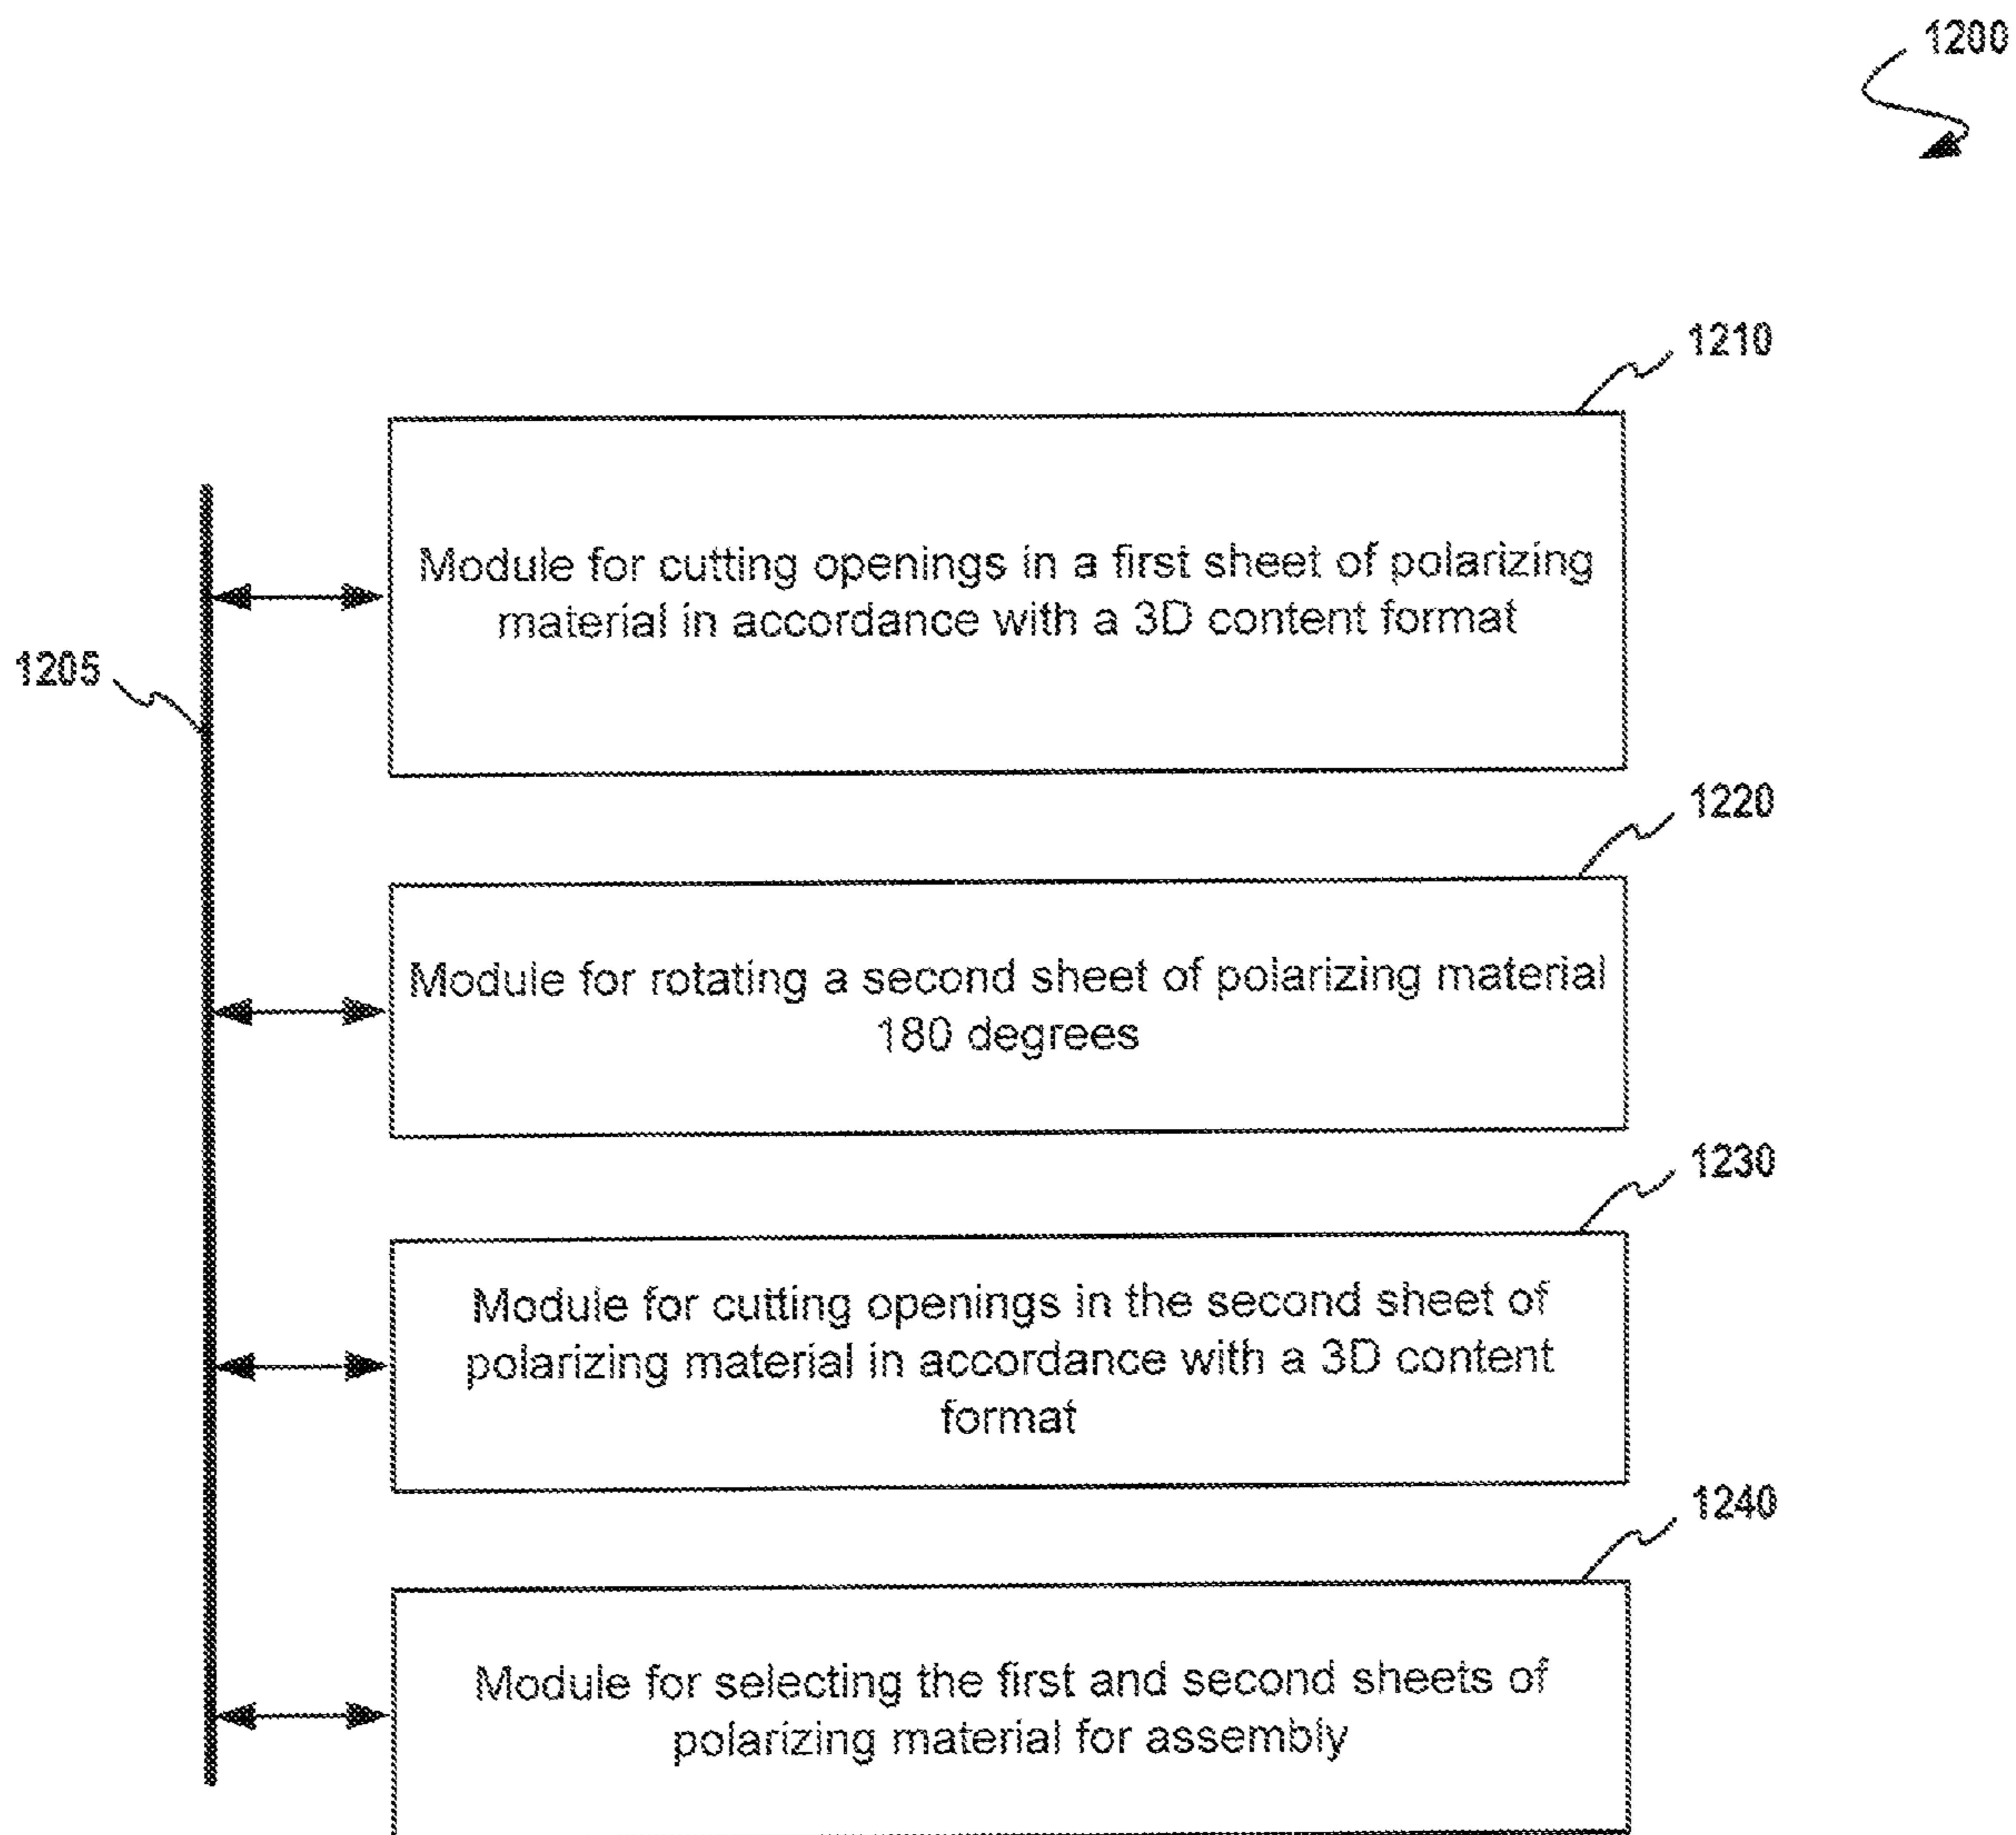 1200
1210
Module for cutting openings in a first sheet of polarizing
material in accordance with a 3D content format
1205
1220
Module for rotating a second sheet of polarizing material
180 degrees
1230
Module for cutting openings in the second sheet of
polarizing material in accordance with a 3D content
format
1240
Module for selecting the first and second sheets of
polarizing material for assembly